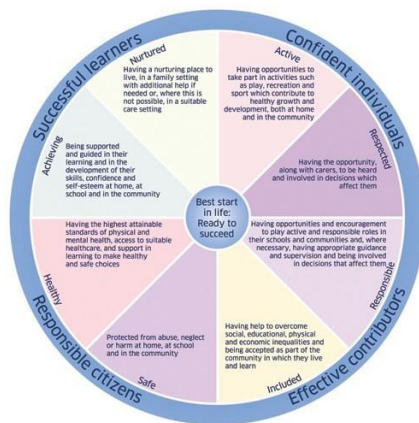 Successful learners
Confident individuals
Nurtured
Having a nurturing place to
live, in a family setting
with additional help if
needed or, where this is
not possible, in a suitable
care setting
Active
Having opportunities to
take part in activities such
as play, recreation and
sport which contribute to
healthy growth and
development, both at home
and in the community
Respected
Having the opportunity,
along with carers, to be
heard and involved in
decisions which
affect them
Responsible
Having opportunities and encouragement
to play active and responsible roles in
their schools and communities and, where
necessary, having appropriate guidance
and supervision and being involved in
decisions that affect them
Included
Having help to overcome
social, educational, physical
and economic inequalities and
being accepted as part of the
community in which they live
and learn
Safe
Protected from abuse, neglect
or harm at home, at school
and in the community
Healthy
Having the highest attainable
standards of physical and
mental health, access to suitable
healthcare, and support in
learning to make healthy
and safe choices
Achieving
Being supported
and guided in their
learning and in the
development of their
skills, confidence and
self-esteem at home, at
school and in the community
Best start
in life:
Ready to
succeed
Responsible citizens
Effective contributors